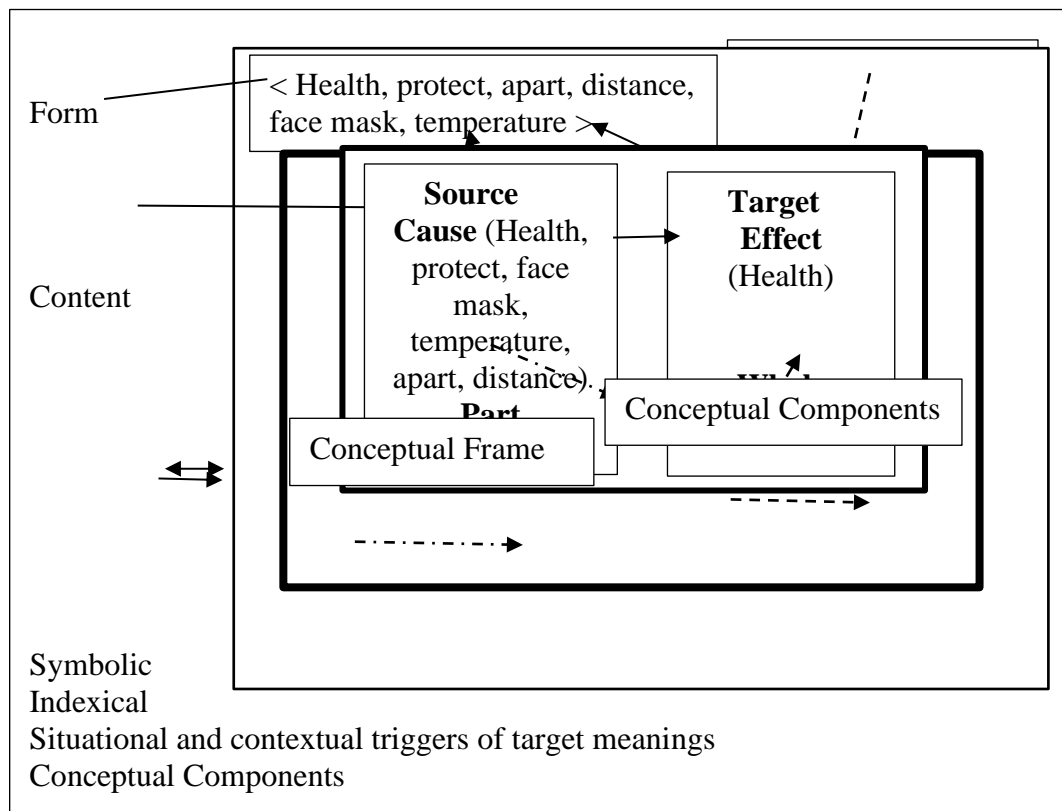 < Health, protect, apart, distance,
face mask, temperature >
Form
Source
Cause (Health,
protect, face
mask,
temperature,
apart, distance)
Part
Target
Effect
(Health)
Content
Conceptual Components
Conceptual Frame
Symbolic
Indexical
Situational and contextual triggers of target meanings
Conceptual Components